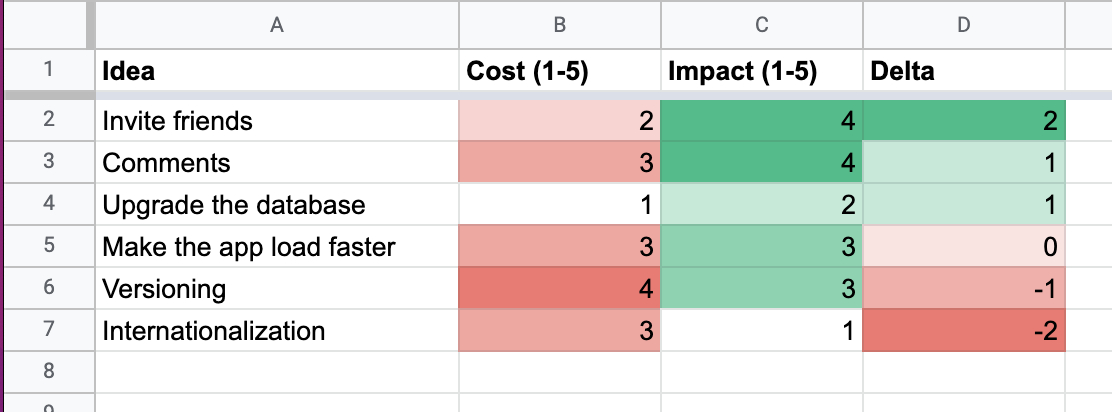 A B C D
1 Idea Cost (1-5) Impact (1-5) Delta
2 Invite friends 2 4 2
3 Comments 3 4 1
4 Upgrade the database 1 2 1
5 Make the app load faster 3 3 0
6 Versioning 4 3 -1
7 Internationalization 3 1 -2
8